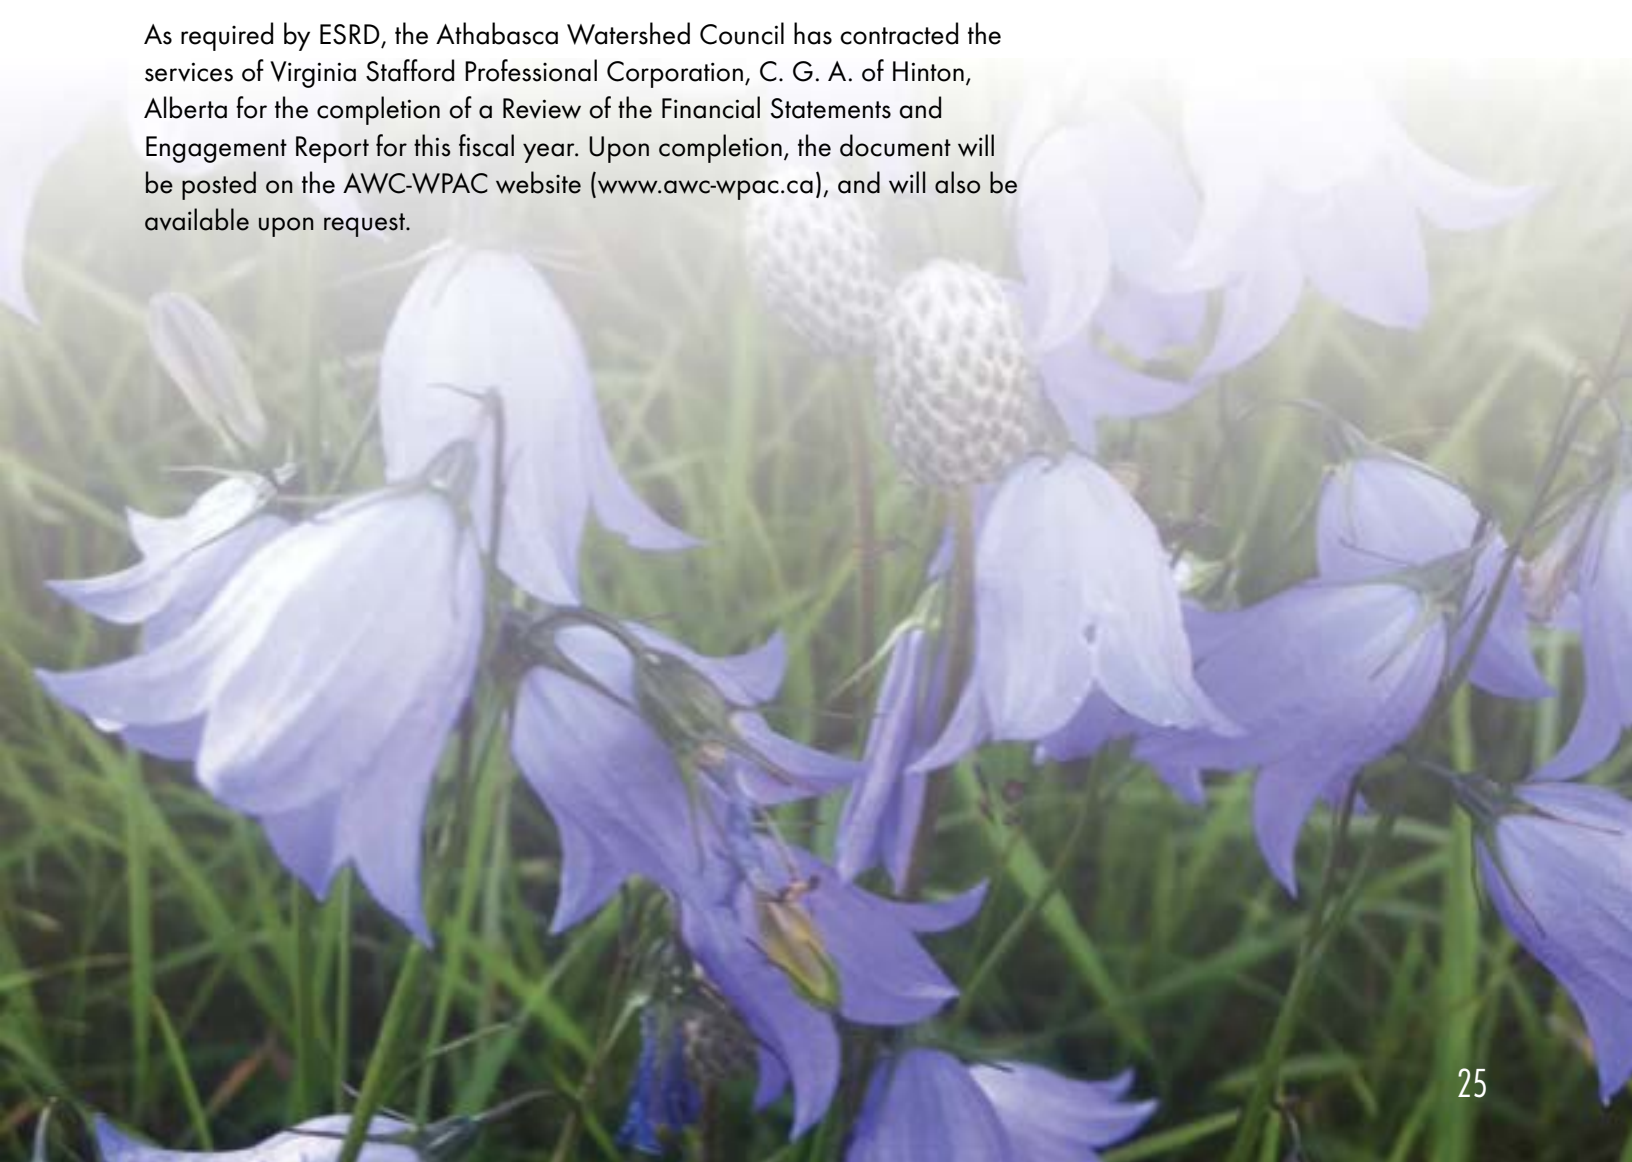 As required by ESRD, the Athabasca Watershed Council has contracted the
services of Virginia Stafford Professional Corporation, C. G. A. of Hinton,
Alberta for the completion of a Review of the Financial Statements and
Engagement Report for this fiscal year. Upon completion, the document will
be posted on the AWC-WPAC website (www.awc-wpac.ca), and will also be
available upon request.
25